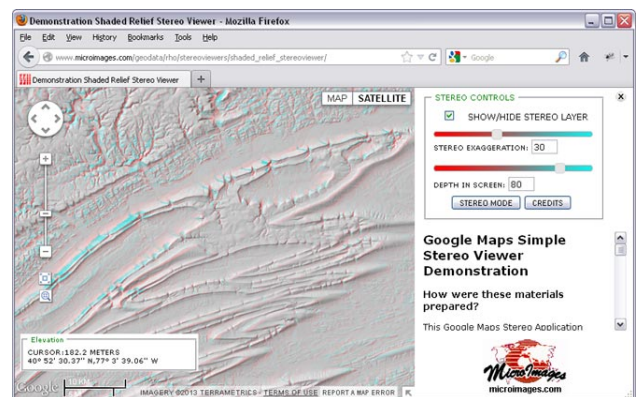 Demonstration Shaded Relief Stereo Viewer - Mozilla Firefox
File Edit View History Bookmarks Tools Help
www.microimages.com/geodata/rho/stereoviewers/shaded_relief_stereoviewer/
Google
Demonstration Shaded Relief Stereo Viewer
MAP SATELLITE
STEREO CONTROLS
SHOW/HIDE STEREO LAYER
STEREO EXAGGERATION: 30
DEPTH IN SCREEN: 80
STEREO MODE CREDITS
Google Maps Simple
Stereo Viewer
Demonstration
How were these materials
prepared?
This Google Maps Stereo Application
MicroImages
microimages.com
Elevation
CURSOR:182.2 METERS
40° 52' 30.37" N,77° 3' 39.06" W
Google
10 KM
IMAGERY ©2013 TERRAMETRICS - TERMS OF USE REPORT A MAP ERROR